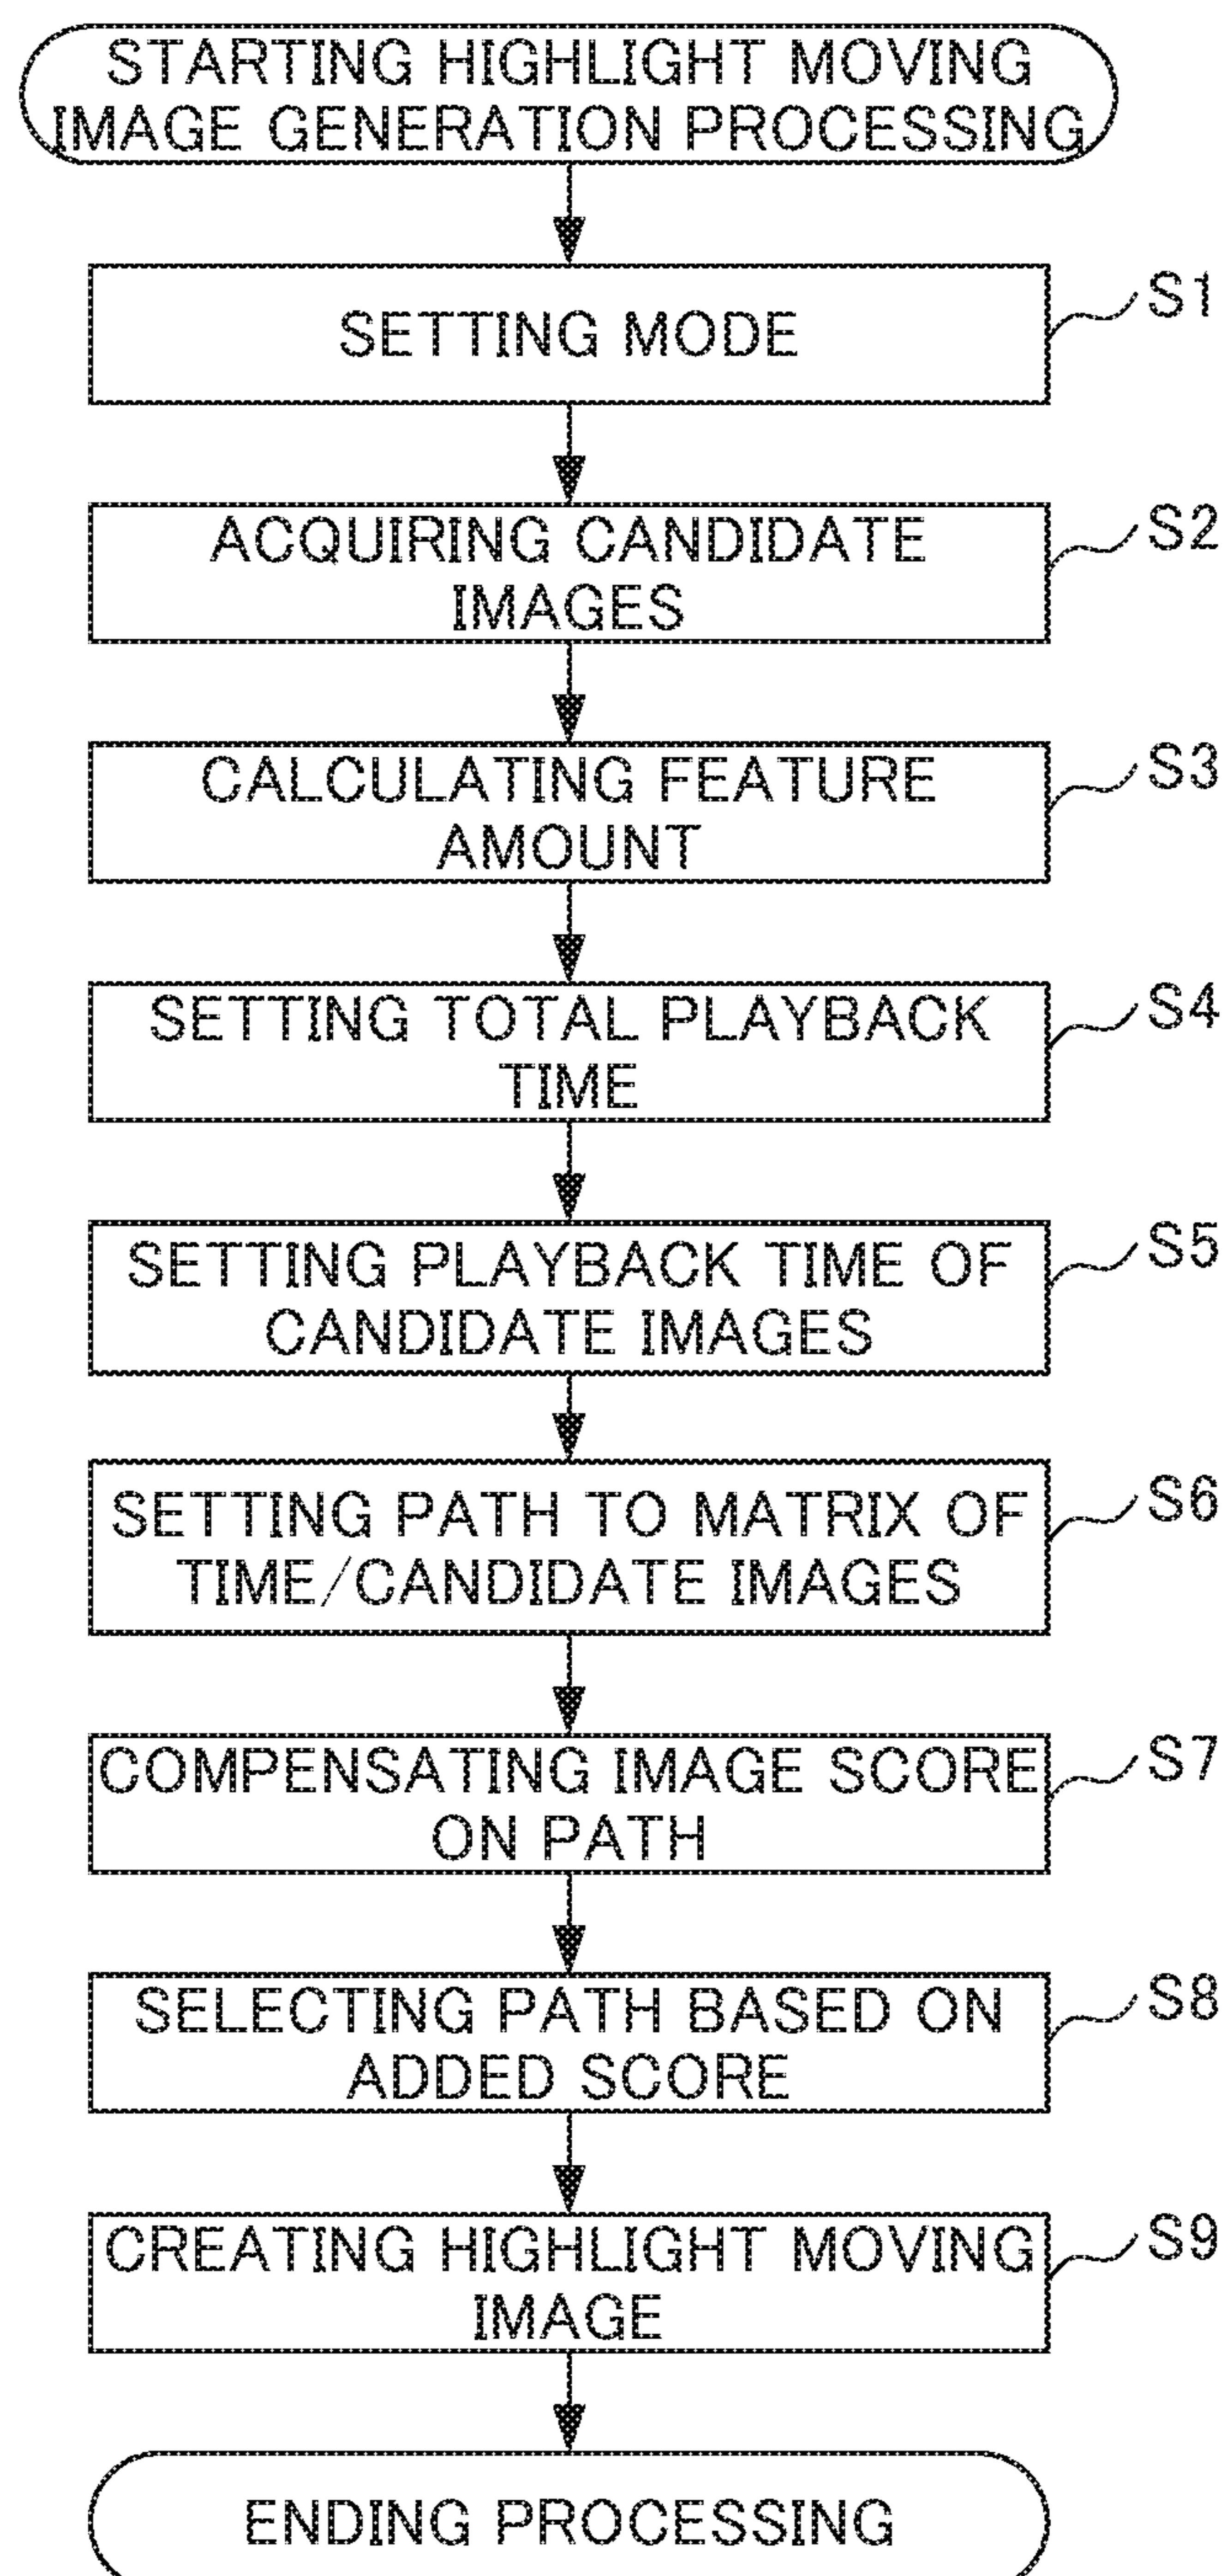 STARTING HIGHLIGHT MOVING
IMAGE GENERATION PROCESSING
SETTING MODE
S1
ACQUIRING CANDIDATE
IMAGES
S2
CALCULATING FEATURE
AMOUNT
S3
SETTING TOTAL PLAYBACK
TIME
S4
SETTING PLAYBACK TIME OF
CANDIDATE IMAGES
S5
SETTING PATH TO MATRIX OF
TIME/CANDIDATE IMAGES
S6
COMPENSATING IMAGE SCORE
ON PATH
S7
SELECTING PATH BASED ON
ADDED SCORE
S8
CREATING HIGHLIGHT MOVING
IMAGE
S9
ENDING PROCESSING